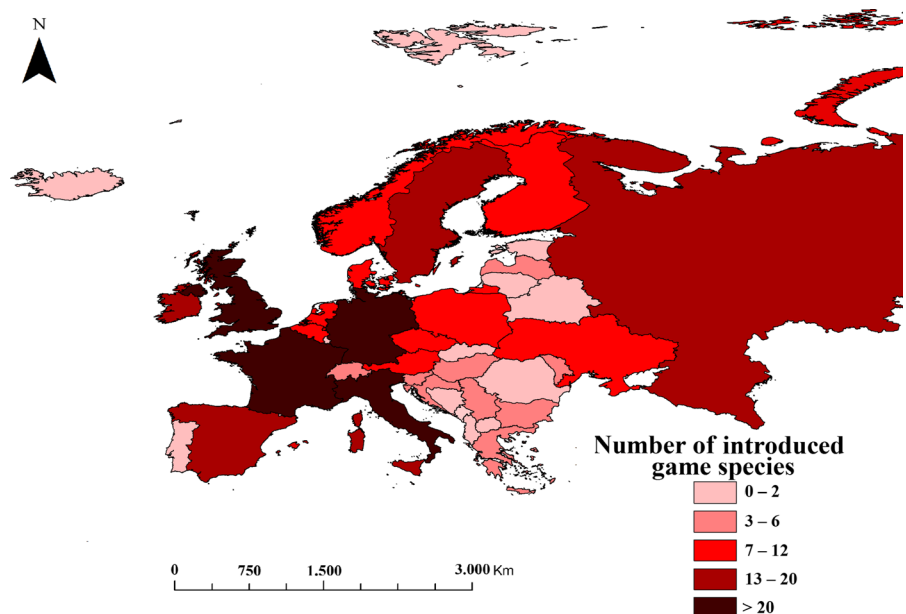 N
Number of introduced
game species
0 – 2
3 – 6
7 – 12
13 – 20
> 20
0 750 1.500 3.000 Km